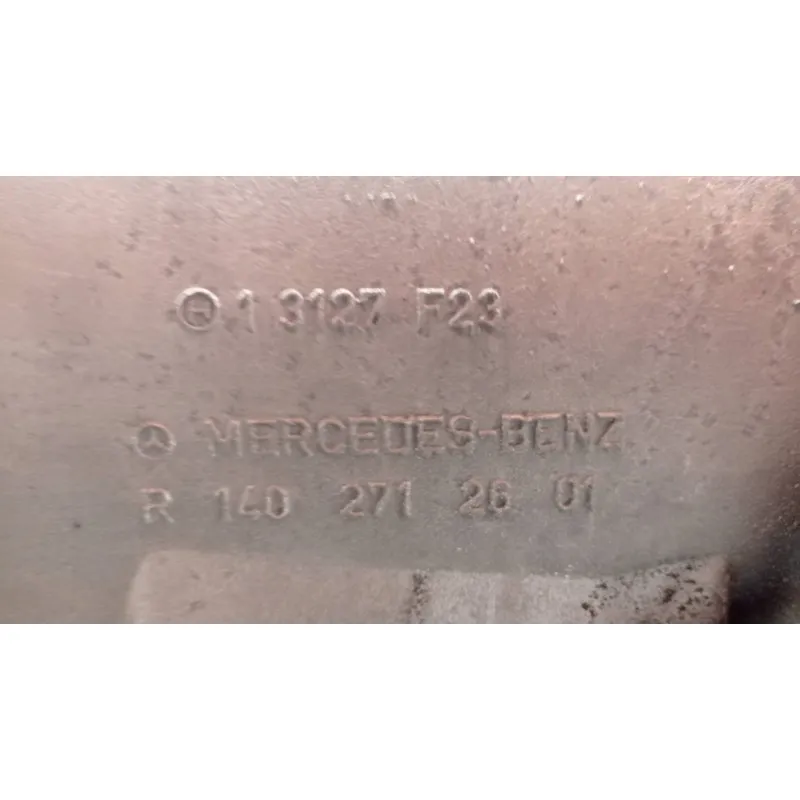 H 1 3127 F23
MERCEDES-BENZ
R 140 271 26 01